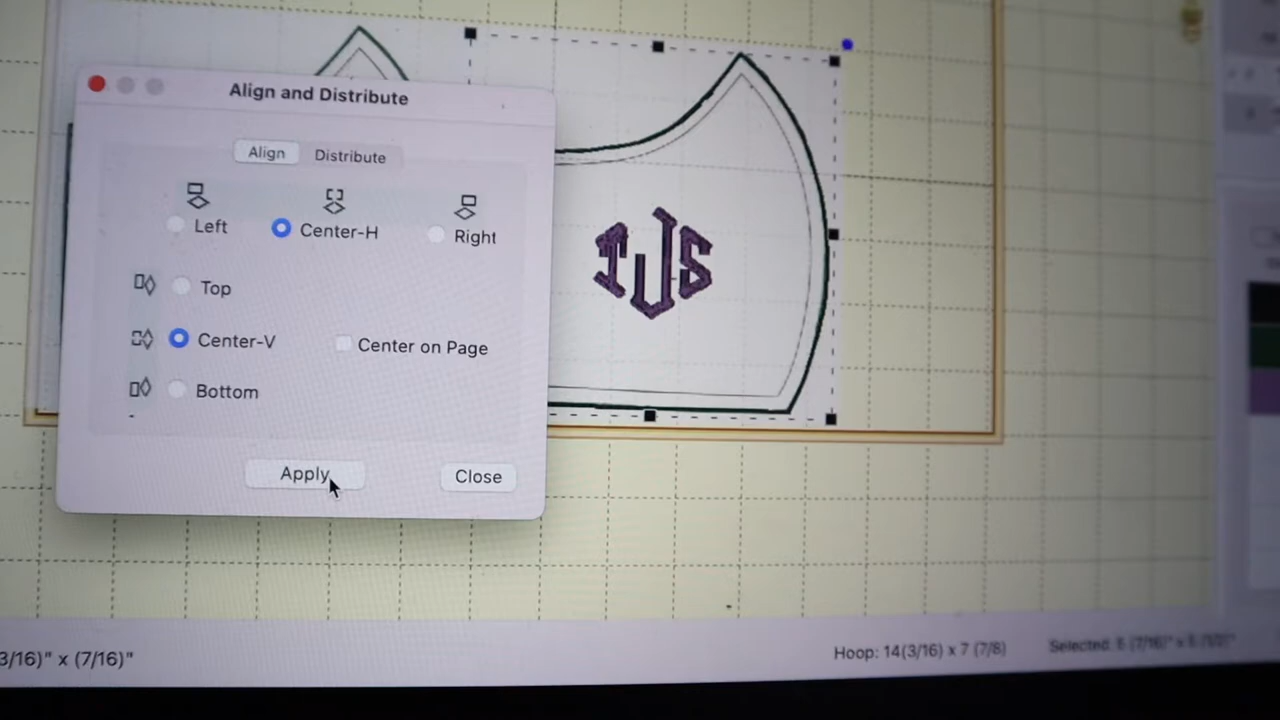 Align and Distribute
Align Distribute
Left Center-H Right
Top
Center-V Center on Page
Bottom
Apply Close
3/16)" x (7/16)"
Hoop: 14(3/16) x 7 (7/8)
Selected: